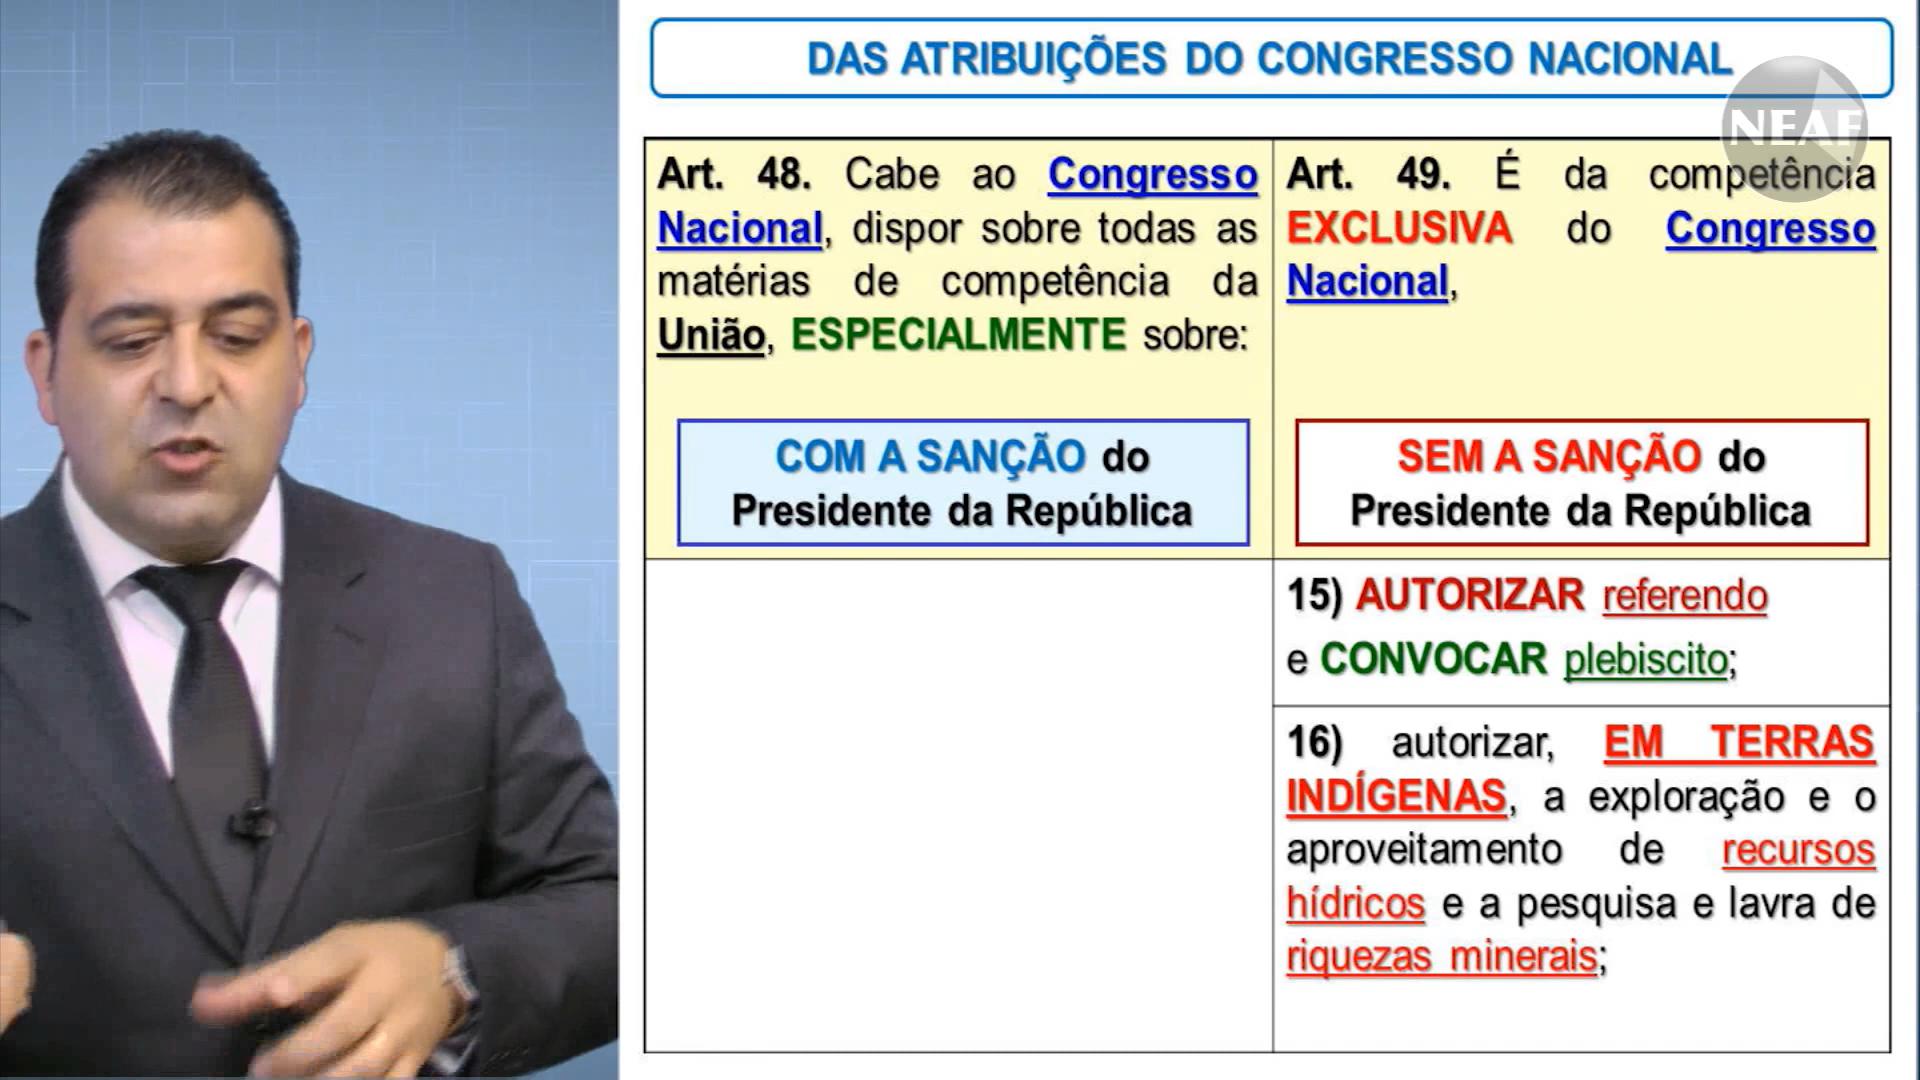 DAS ATRIBUIÇÕES DO CONGRESSO NACIONAL
NEAF
Art. 48. Cabe ao Congresso
Nacional, dispor sobre todas as
matérias de competência da
União, ESPECIALMENTE sobre:
COM A SANÇÃO do
Presidente da República
Art. 49. É da competência
EXCLUSIVA do Congresso
Nacional,
SEM A SANÇÃO do
Presidente da República
15) AUTORIZAR referendo
e CONVOCAR plebiscito;
16) autorizar, EM TERRAS
INDÍGENAS, a exploração e o
aproveitamento de recursos
hídricos e a pesquisa e lavra de
riquezas minerais;